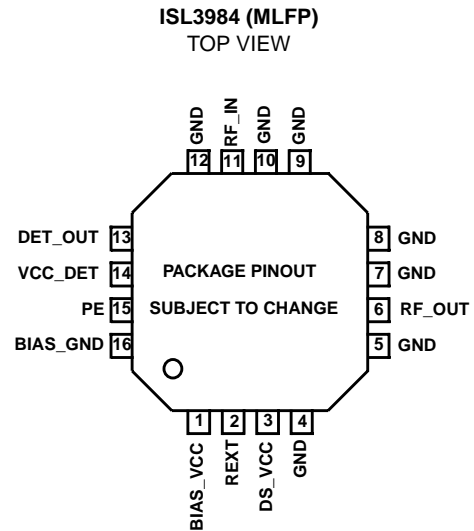 ISL3984 (MLFP)
TOP VIEW
GND
RF_IN
GND
GND
12
11
10
9
DET_OUT 13
VCC_DET 14
PE 15
BIAS_GND 16
PACKAGE PINOUT
SUBJECT TO CHANGE
8 GND
7 GND
6 RF_OUT
5 GND
1
2
3
4
BIAS_VCC
REXT
DS_VCC
GND